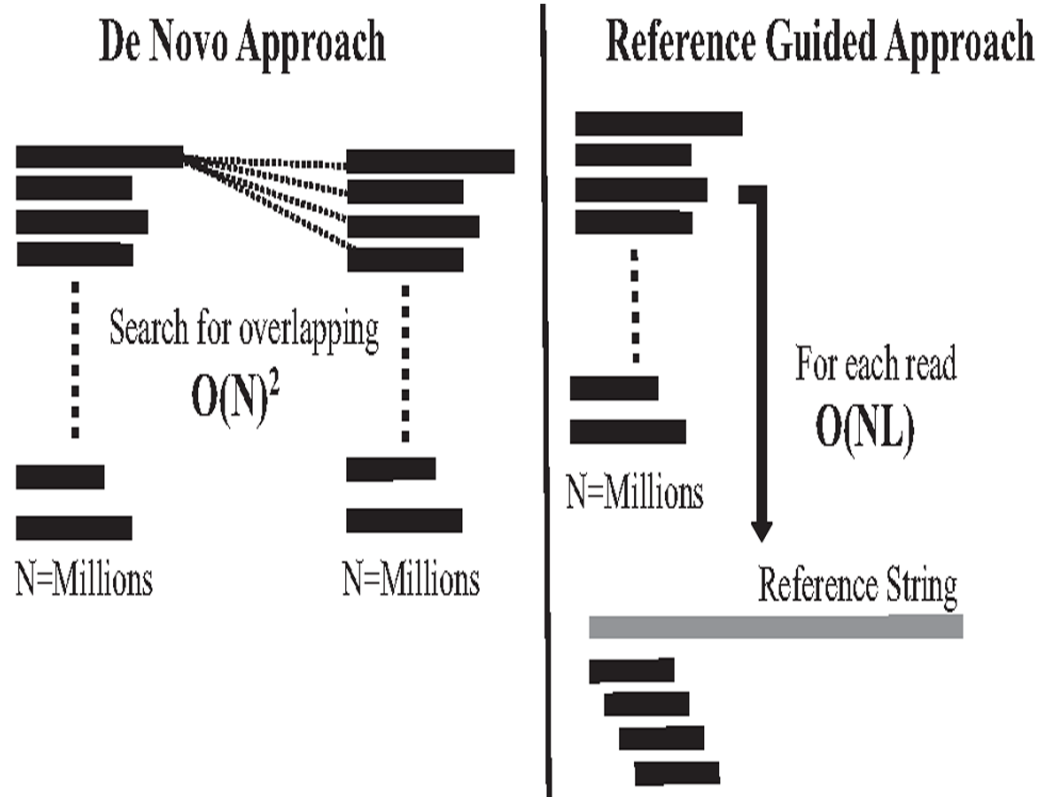 De Novo Approach
Search for overlapping
O(N)²
N=Millions
N=Millions
Reference Guided Approach
For each read
O(NL)
N=Millions
Reference String